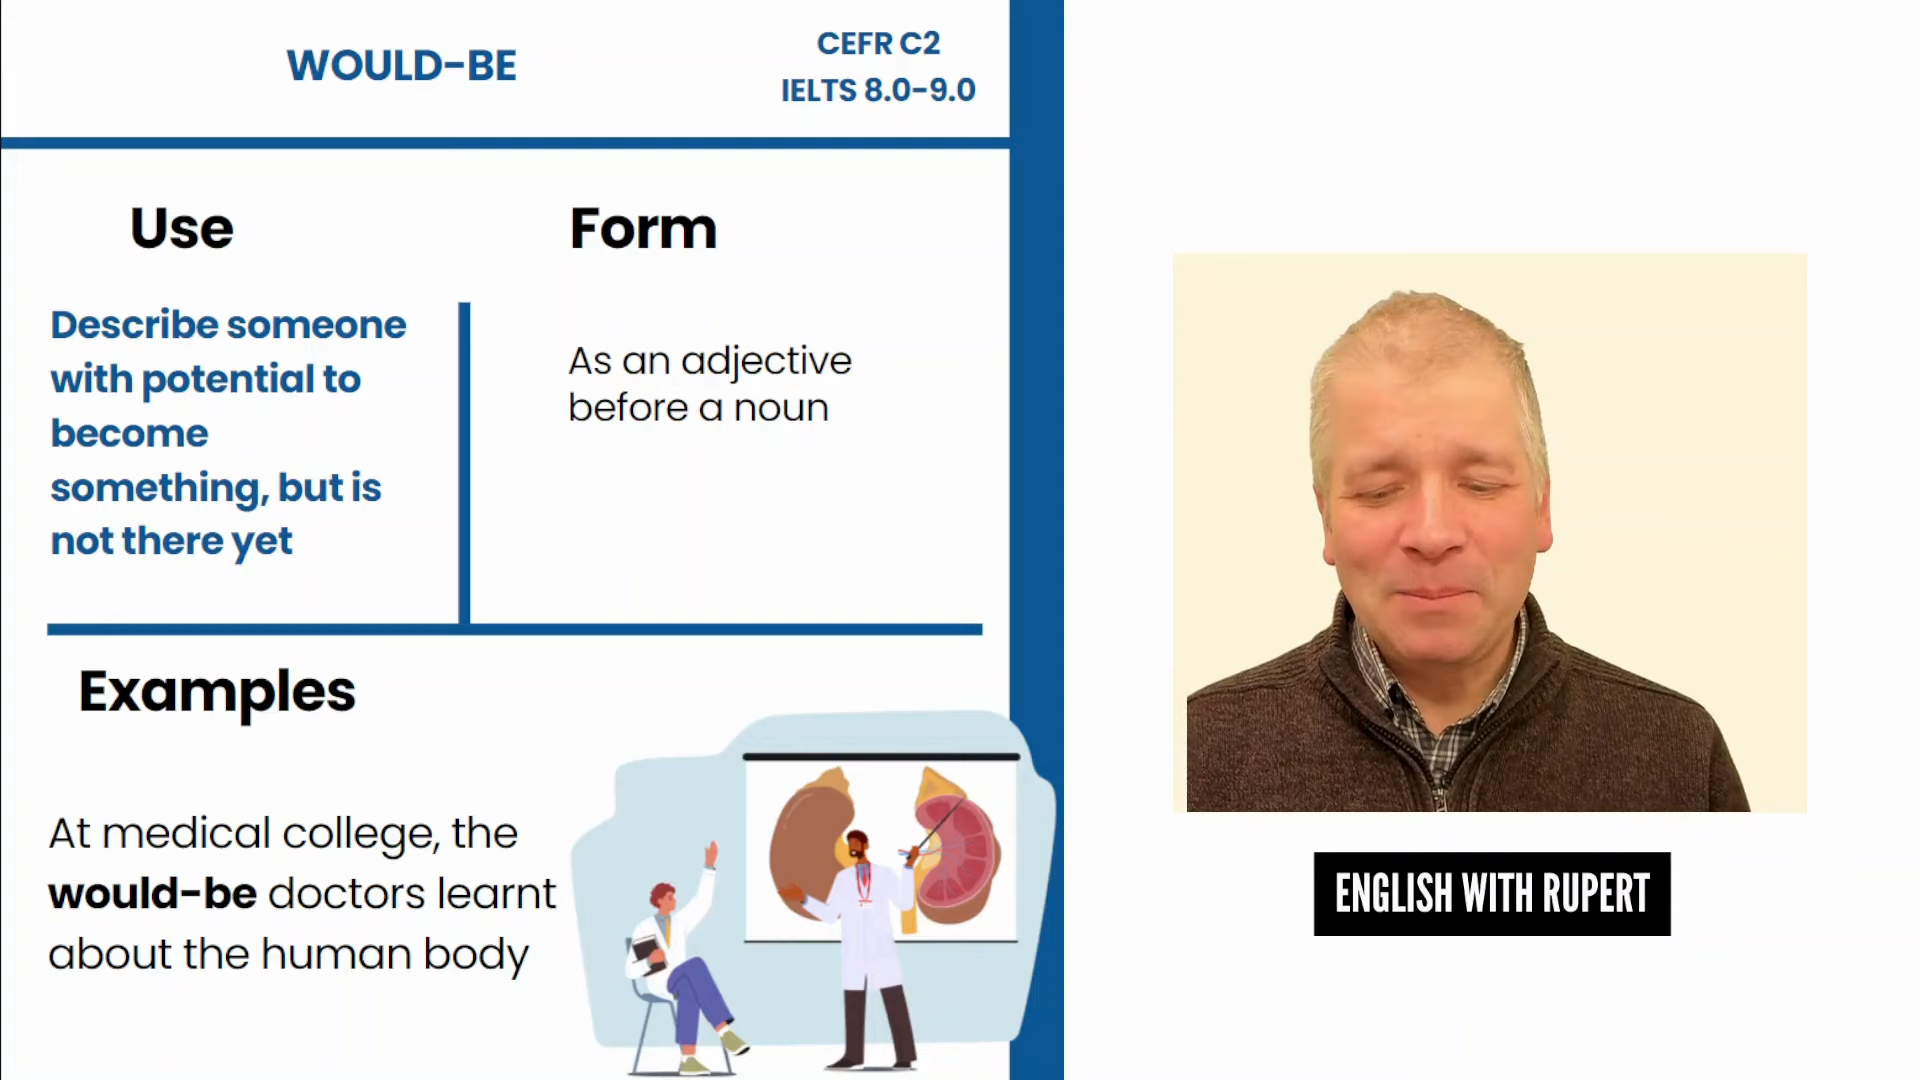 WOULD-BE
CEFR C2
IELTS 8.0-9.0
Use
Describe someone
with potential to
become
something, but is
not there yet
Form
As an adjective
before a noun
Examples
At medical college, the
would-be doctors learnt
about the human body
ENGLISH WITH RUPERT